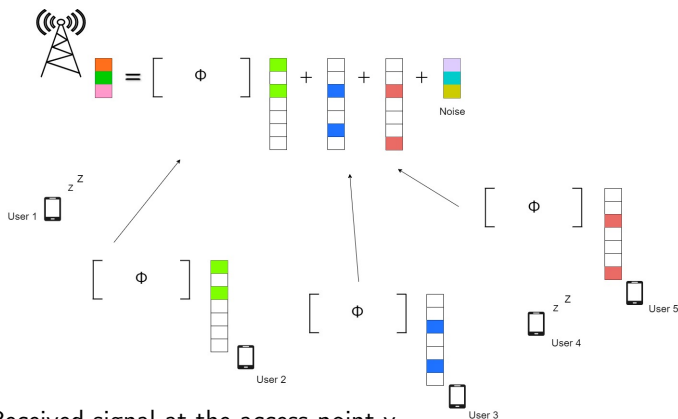 = [ Φ ] + + +
Noise
z z
User 1
[ Φ ]
User 2
[ Φ ]
User 3
[ Φ ]
z z
User 4
User 5
Received signal at the access point y